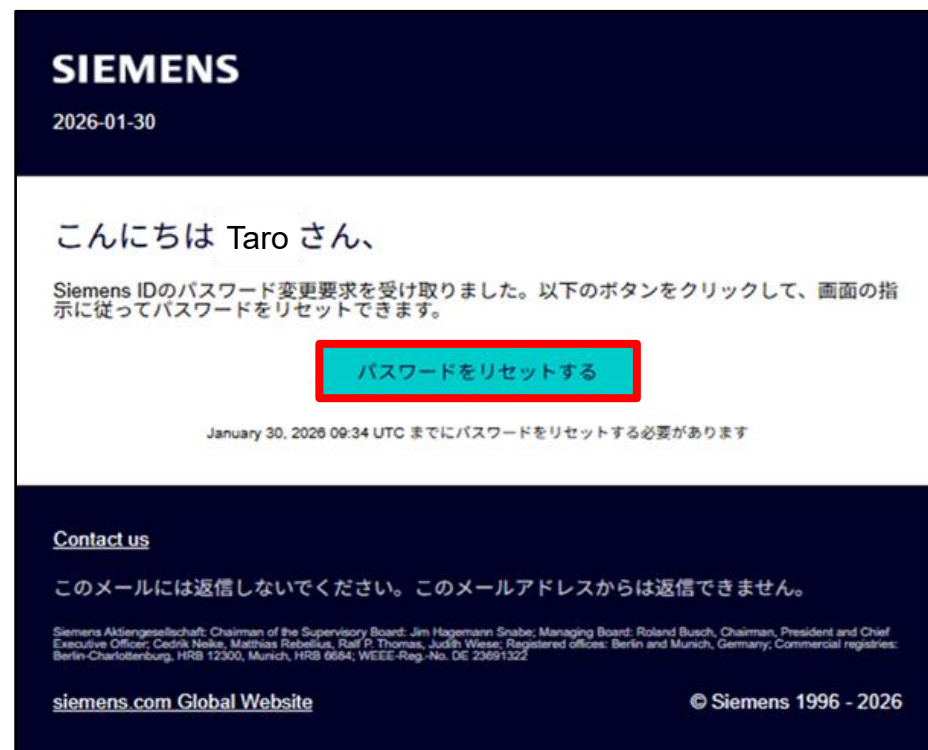 SIEMENS
2026-01-30
こんにちは Taro さん、
Siemens IDのパスワード変更要求を受け取りました。以下のボタンをクリックして、画面の指
示に従ってパスワードをリセットできます。
パスワードをリセットする
January 30, 2026 09:34 UTC までにパスワードをリセットする必要があります
Contact us
このメールには返信しないでください。このメールアドレスからは返信できません。
Siemens Aktiengesellschaft: Chairman of the Supervisory Board: Jim Hagemann Snabe; Managing Board: Roland Busch, Chairman, President and Chief
Executive Officer; Cedrik Neike, Matthias Rebellius, Ralf P. Thomas, Judith Wiese; Registered offices: Berlin and Munich, Germany; Commercial registries:
Berlin-Charlottenburg, HRB 12300, Munich, HRB 6684; WEEE-Reg.-No. DE 23691322
siemens.com Global Website
© Siemens 1996 - 2026